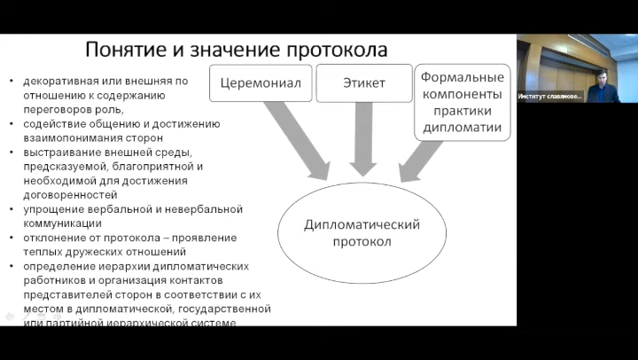 Понятие и значение протокола
• декоративная или внешняя по
отношению к содержанию
переговоров роль,
• содействие общению и достижению
взаимопонимания сторон
• выстраивание внешней среды,
предсказуемой, благоприятной и
необходимой для достижения
договоренностей
• упрощение вербальной и невербальной
коммуникации
• отклонение от протокола – проявление
теплых дружеских отношений
• определение иерархии дипломатических
работников и организация контактов
представителей сторон в соответствии с их
местом в дипломатической, государственной
или партийной иерархической системе
Церемониал
Этикет
Формальные
компоненты
практики
дипломатии
Дипломатический
протокол
Институт славяново...